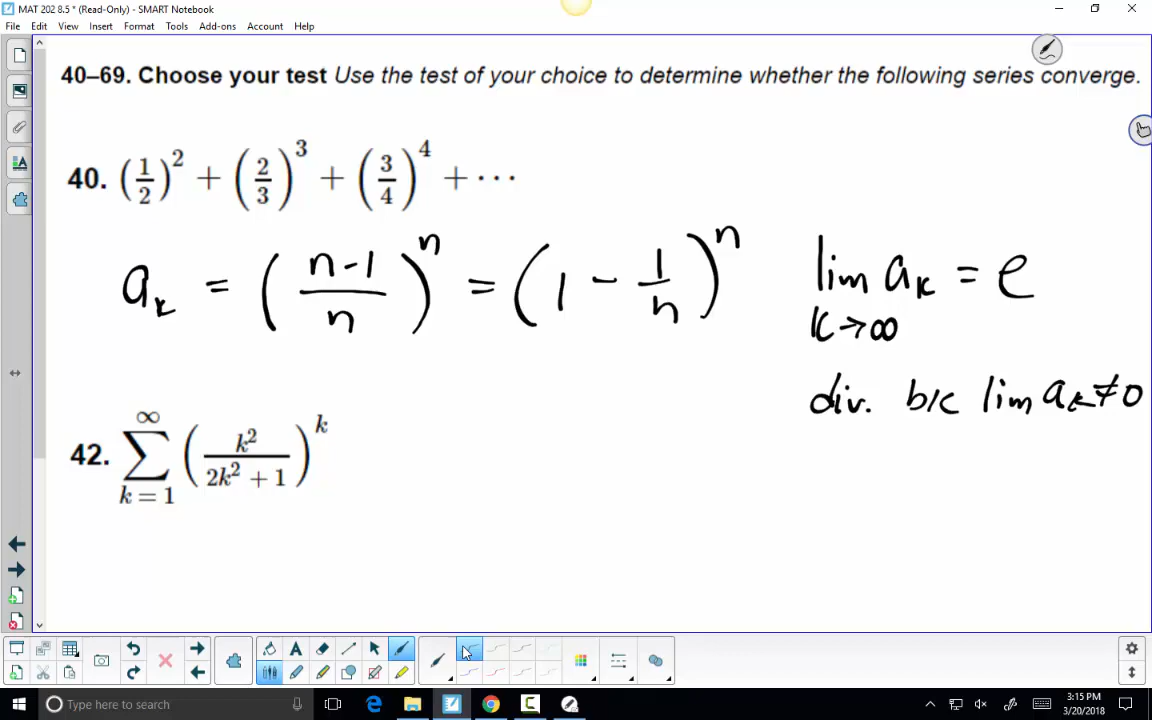 MAT 202 8.5 * (Read-Only) - SMART Notebook
File Edit View Insert Format Tools Add-ons Account Help
40–69. Choose your test Use the test of your choice to determine whether the following series converge.
40. (1/2)² + (2/3)³ + (3/4)⁴ + ⋯
a_k = ((n-1)/n)^n = (1 - 1/n)^n lim a_k = e
k→∞
div. b/c lim a_k ≠ 0
42. ∑_{k = 1}^{∞} (k²/(2k² + 1))^k
Type here to search
3:15 PM
3/20/2018